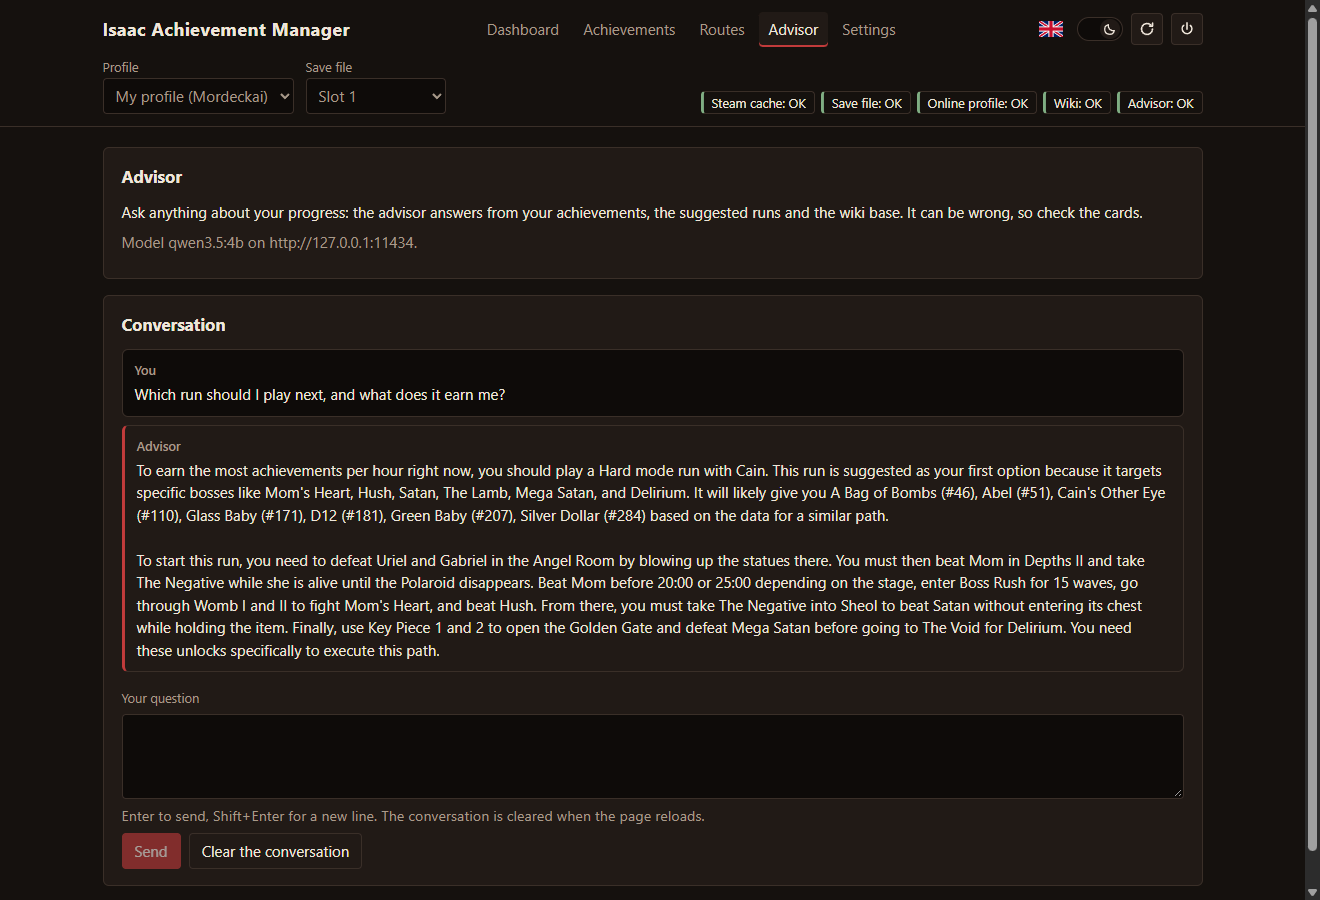 Isaac Achievement Manager
Dashboard
Achievements
Routes
Advisor
Settings
Profile
Save file
My profile (Mordeckai)
Slot 1
Steam cache: OK
Save file: OK
Online profile: OK
Wiki: OK
Advisor: OK
Advisor
Ask anything about your progress: the advisor answers from your achievements, the suggested runs and the wiki base. It can be wrong, so check the cards.
Model qwen3.5:4b on http://127.0.0.1:11434.
Conversation
You
Which run should I play next, and what does it earn me?
Advisor
To earn the most achievements per hour right now, you should play a Hard mode run with Cain. This run is suggested as your first option because it targets
specific bosses like Mom's Heart, Hush, Satan, The Lamb, Mega Satan, and Delirium. It will likely give you A Bag of Bombs (#46), Abel (#51), Cain's Other Eye
(#110), Glass Baby (#171), D12 (#181), Green Baby (#207), Silver Dollar (#284) based on the data for a similar path.
To start this run, you need to defeat Uriel and Gabriel in the Angel Room by blowing up the statues there. You must then beat Mom in Depths II and take
The Negative while she is alive until the Polaroid disappears. Beat Mom before 20:00 or 25:00 depending on the stage, enter Boss Rush for 15 waves, go
through Womb I and II to fight Mom's Heart, and beat Hush. From there, you must take The Negative into Sheol to beat Satan without entering its chest
while holding the item. Finally, use Key Piece 1 and 2 to open the Golden Gate and defeat Mega Satan before going to The Void for Delirium. You need
these unlocks specifically to execute this path.
Your question
Enter to send, Shift+Enter for a new line. The conversation is cleared when the page reloads.
Send
Clear the conversation